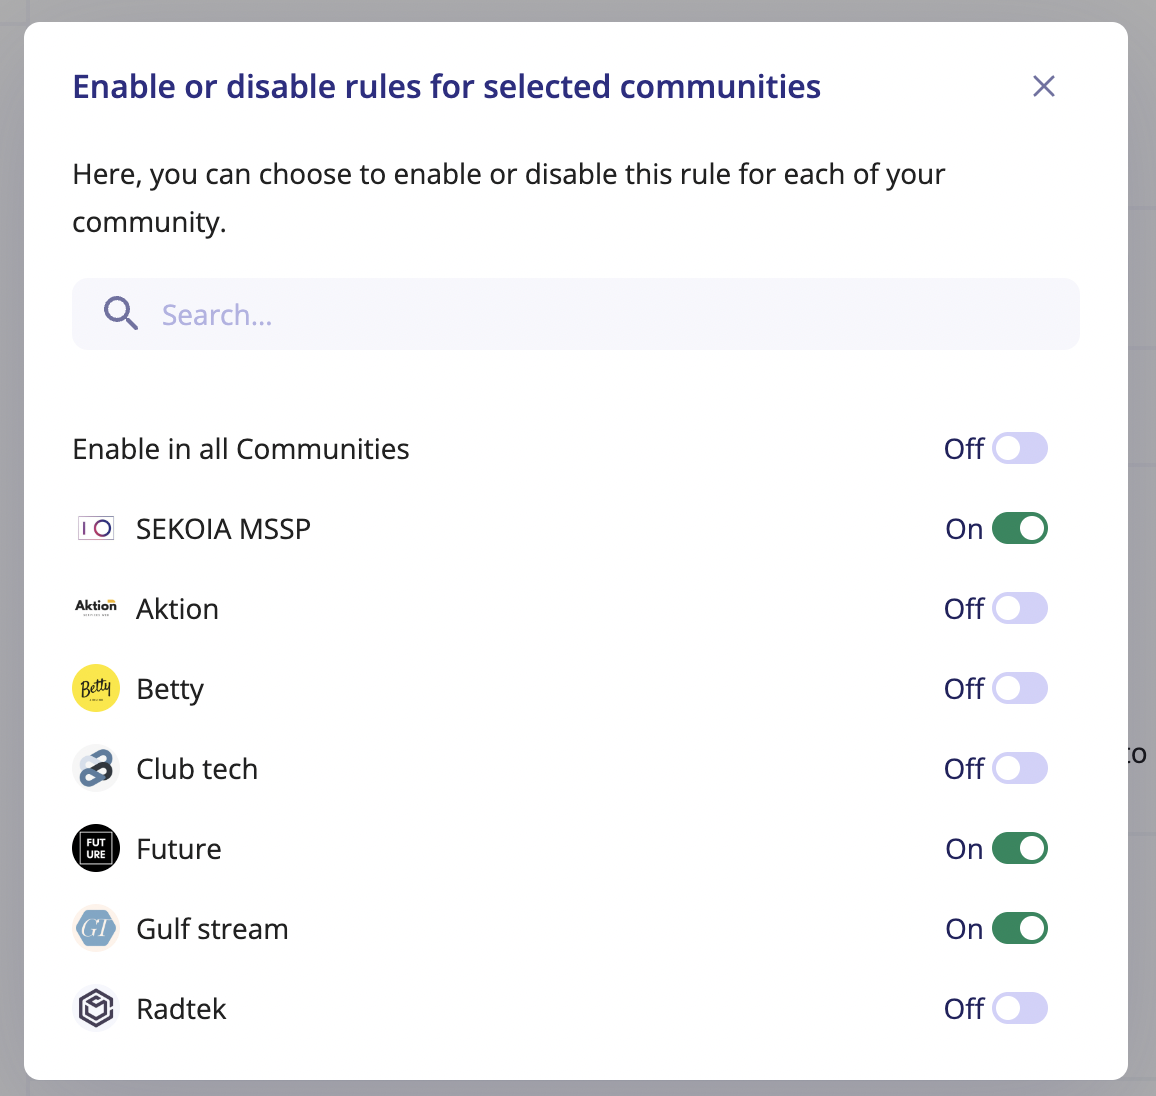 Enable or disable rules for selected communities
Here, you can choose to enable or disable this rule for each of your
community.
Search...
Enable in all Communities Off
IO SEKOIA MSSP On
Aktion Aktion Off
Betty Betty Off
Club tech Off
FUT
URE Future On
GT Gulf stream On
Radtek Off
to